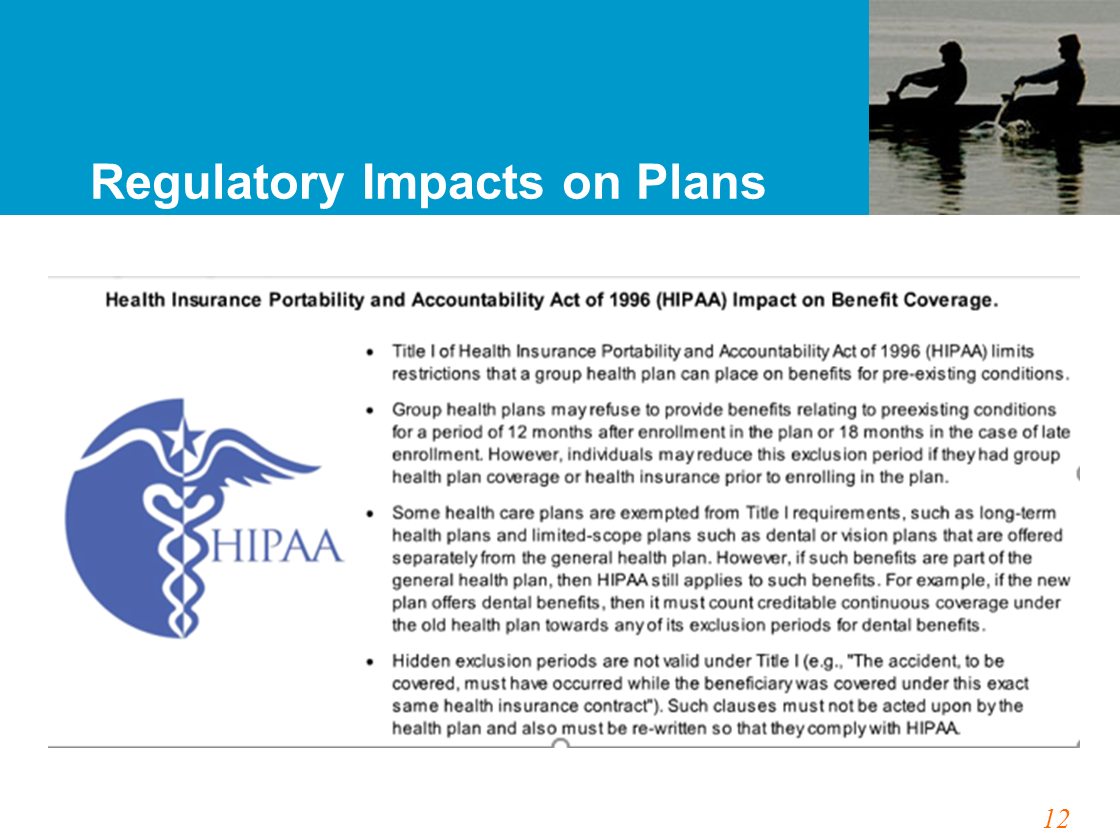 Regulatory Impacts on Plans
Health Insurance Portability and Accountability Act of 1996 (HIPAA) Impact on Benefit Coverage.
• Title I of Health Insurance Portability and Accountability Act of 1996 (HIPAA) limits
restrictions that a group health plan can place on benefits for pre-existing conditions.
• Group health plans may refuse to provide benefits relating to preexisting conditions
for a period of 12 months after enrollment in the plan or 18 months in the case of late
enrollment. However, individuals may reduce this exclusion period if they had group
health plan coverage or health insurance prior to enrolling in the plan.
• Some health care plans are exempted from Title I requirements, such as long-term
health plans and limited-scope plans such as dental or vision plans that are offered
separately from the general health plan. However, if such benefits are part of the
general health plan, then HIPAA still applies to such benefits. For example, if the new
plan offers dental benefits, then it must count creditable continuous coverage under
the old health plan towards any of its exclusion periods for dental benefits.
• Hidden exclusion periods are not valid under Title I (e.g., "The accident, to be
covered, must have occurred while the beneficiary was covered under this exact
same health insurance contract"). Such clauses must not be acted upon by the
health plan and also must be re-written so that they comply with HIPAA.
HIPAA
12